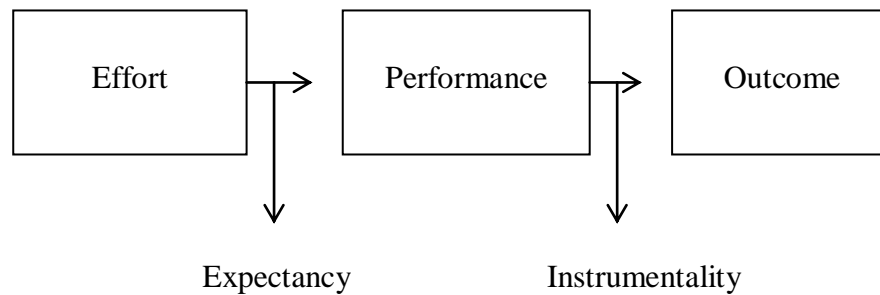 Effort
Performance
Outcome
Expectancy
Instrumentality